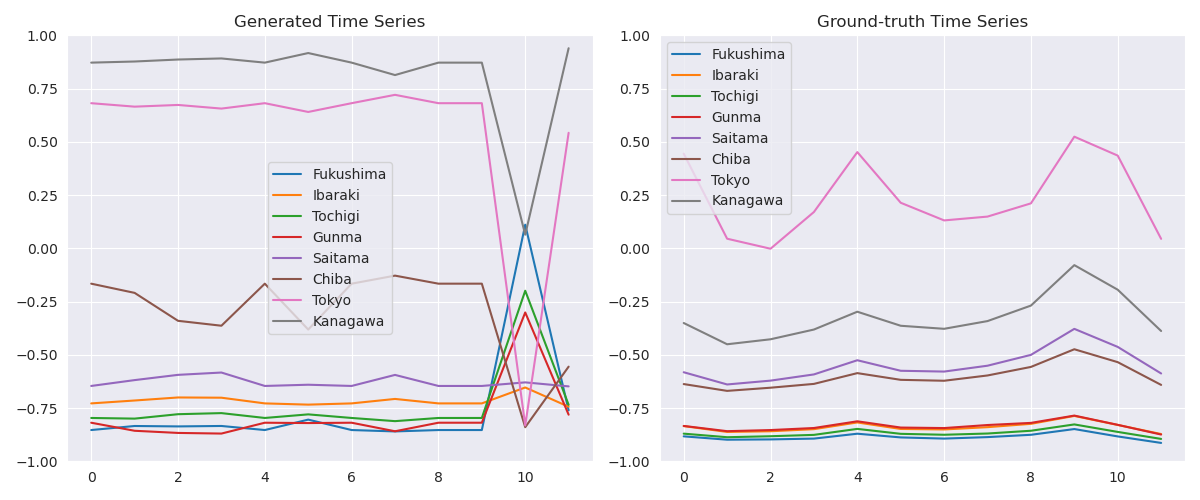 Generated Time Series
1.00
0.75
0.50
0.25
0.00
−0.25
−0.50
−0.75
−1.00
0 2 4 6 8 10
Fukushima
Ibaraki
Tochigi
Gunma
Saitama
Chiba
Tokyo
Kanagawa
Ground-truth Time Series
1.00
0.75
0.50
0.25
0.00
−0.25
−0.50
−0.75
−1.00
0 2 4 6 8 10
Fukushima
Ibaraki
Tochigi
Gunma
Saitama
Chiba
Tokyo
Kanagawa